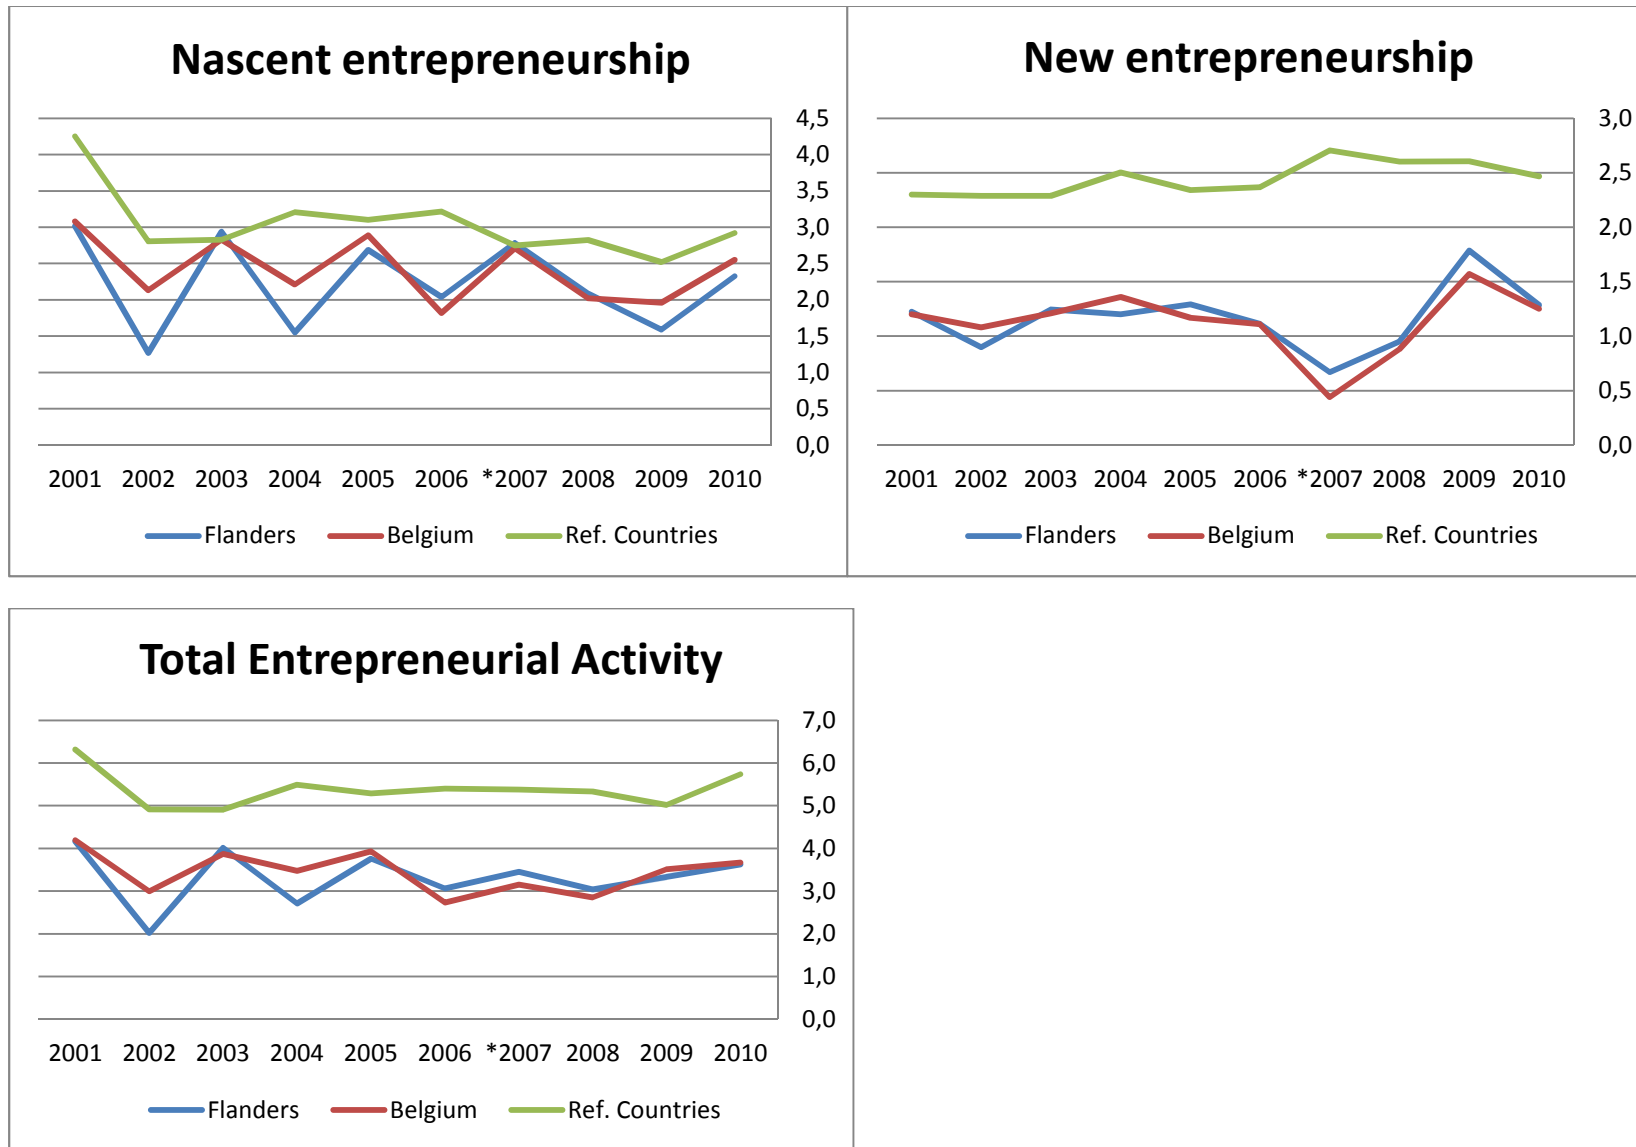 Nascent entrepreneurship
4,5
4,0
3,5
3,0
2,5
2,0
1,5
1,0
0,5
0,0
2001 2002 2003 2004 2005 2006 *2007 2008 2009 2010
Flanders Belgium Ref. Countries
New entrepreneurship
3,0
2,5
2,0
1,5
1,0
0,5
0,0
2001 2002 2003 2004 2005 2006 *2007 2008 2009 2010
Flanders Belgium Ref. Countries
Total Entrepreneurial Activity
7,0
6,0
5,0
4,0
3,0
2,0
1,0
0,0
2001 2002 2003 2004 2005 2006 *2007 2008 2009 2010
Flanders Belgium Ref. Countries